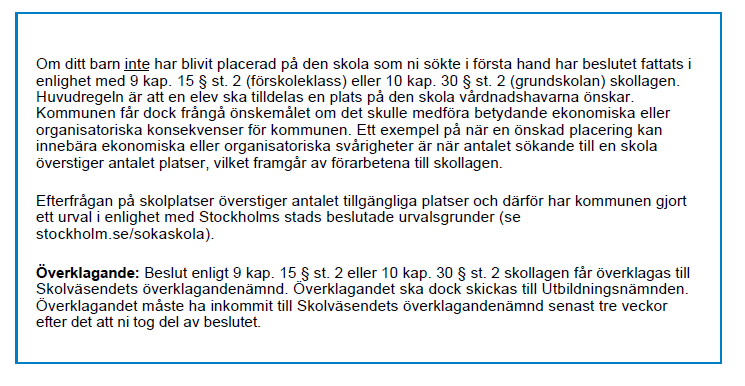 Om ditt barn inte har blivit placerad på den skola som ni sökte i första hand har beslutet fattats i
enlighet med 9 kap. 15 § st. 2 (förskoleklass) eller 10 kap. 30 § st. 2 (grundskolan) skollagen.
Huvudregeln är att en elev ska tilldelas en plats på den skola vårdnadshavarna önskar.
Kommunen får dock frångå önskemålet om det skulle medföra betydande ekonomiska eller
organisatoriska konsekvenser för kommunen. Ett exempel på när en önskad placering kan
innebära ekonomiska eller organisatoriska svårigheter är när antalet sökande till en skola
överstiger antalet platser, vilket framgår av förarbetena till skollagen.
Efterfrågan på skolplatser överstiger antalet tillgängliga platser och därför har kommunen gjort
ett urval i enlighet med Stockholms stads beslutade urvalsgrunder (se
stockholm.se/sokaskola).
Överklagande: Beslut enligt 9 kap. 15 § st. 2 eller 10 kap. 30 § st. 2 skollagen får överklagas till
Skolväsendets överklagandenämnd. Överklagandet ska dock skickas till Utbildningsnämnden.
Överklagandet måste ha inkommit till Skolväsendets överklagandenämnd senast tre veckor
efter det att ni tog del av beslutet.